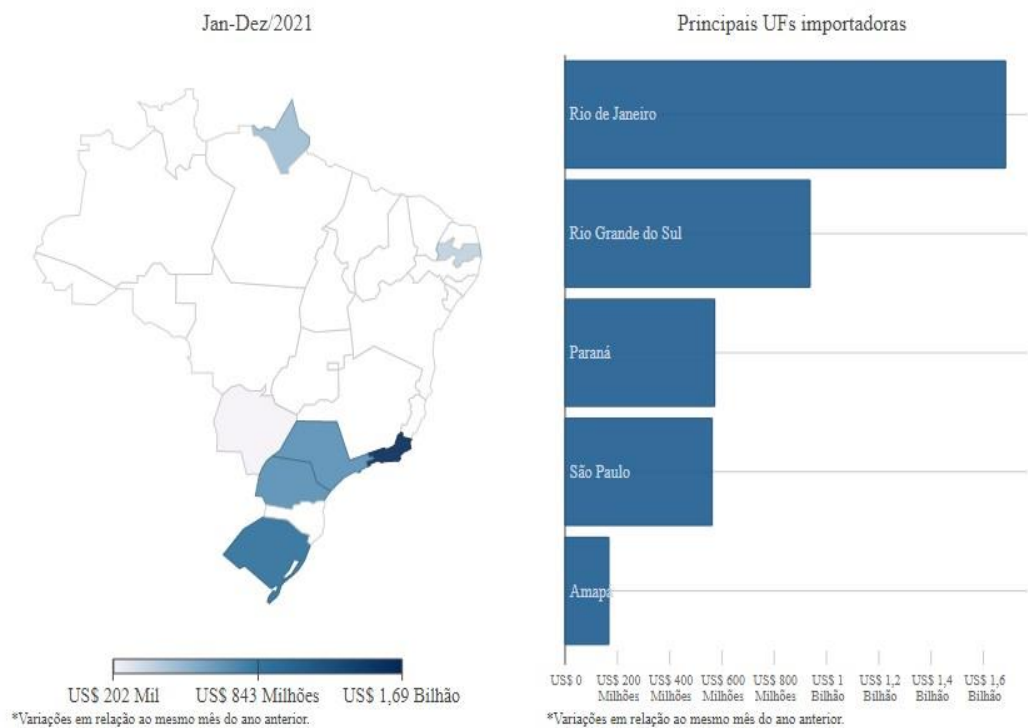 Jan-Dez/2021
US$ 202 Mil US$ 843 Milhões US$ 1,69 Bilhão
*Variações em relação ao mesmo mês do ano anterior.
Principais UFs importadoras
Rio de Janeiro
Rio Grande do Sul
Paraná
São Paulo
Amapá
US$ 0 US$ 200 US$ 400 US$ 600 US$ 800 US$ 1 US$ 1,2 US$ 1,4 US$ 1,6
Milhões Milhões Milhões Milhões Bilhão Bilhão Bilhão Bilhão
*Variações em relação ao mesmo mês do ano anterior.